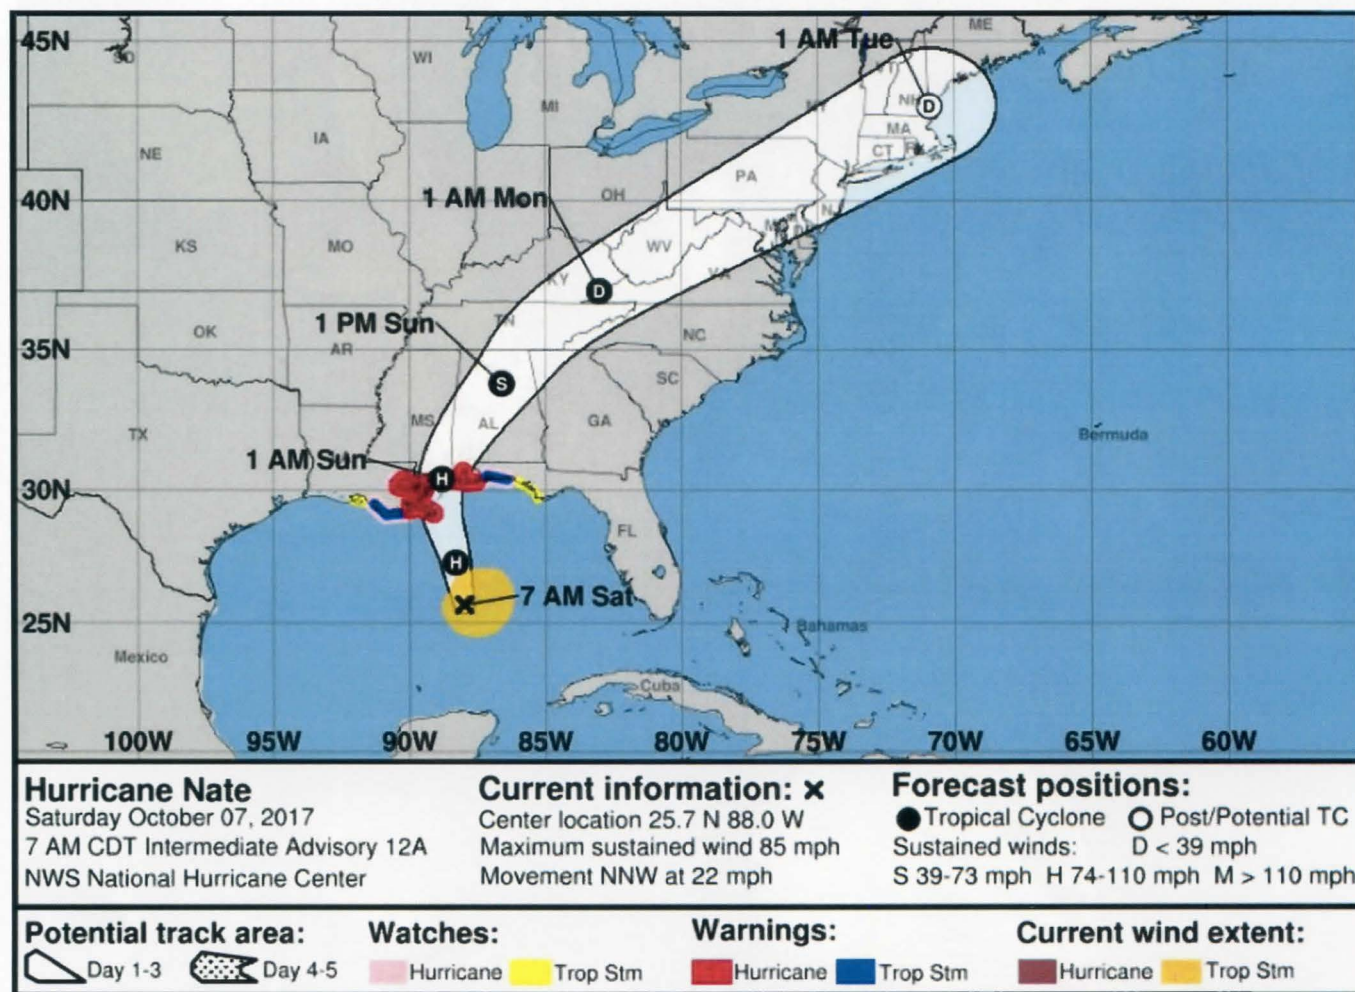 45N
SD
WI
ME
1 AM Tue
VT
MI
NY
NH
IA
MA
NE
CT
PA
1 AM Mon
OH
40N
KS
MO
WV
VA
KY
1 PM Sun
TN
OK
AR
NC
35N
SC
MS
AL
GA
TX
Bermuda
1 AM Sun
H
30N
FL
H
7 AM Sat
25N
Bahamas
Mexico
Cuba
D
D
S
100W 95W 90W 85W 80W 75W 70W 65W 60W
Hurricane Nate
Saturday October 07, 2017
7 AM CDT Intermediate Advisory 12A
NWS National Hurricane Center
Current information: x
Center location 25.7 N 88.0 W
Maximum sustained wind 85 mph
Movement NNW at 22 mph
Forecast positions:
Tropical Cyclone Post/Potential TC
Sustained winds: D < 39 mph
S 39-73 mph H 74-110 mph M > 110 mph
Potential track area:
Day 1-3 Day 4-5
Watches:
Hurricane Trop Stm
Warnings:
Hurricane Trop Stm
Current wind extent:
Hurricane Trop Stm